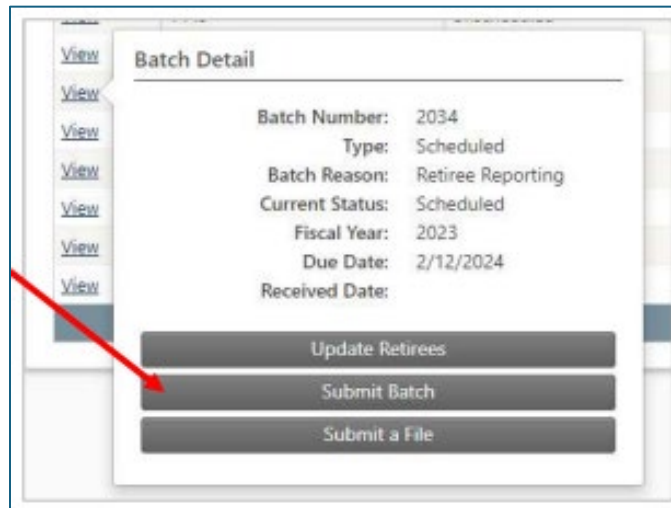 View
Batch Detail
View
Batch Number: 2034
View
Type: Scheduled
View
Batch Reason: Retiree Reporting
View
Current Status: Scheduled
Fiscal Year: 2023
View
Due Date: 2/12/2024
View
Received Date:
Update Retirees
Submit Batch
Submit a File